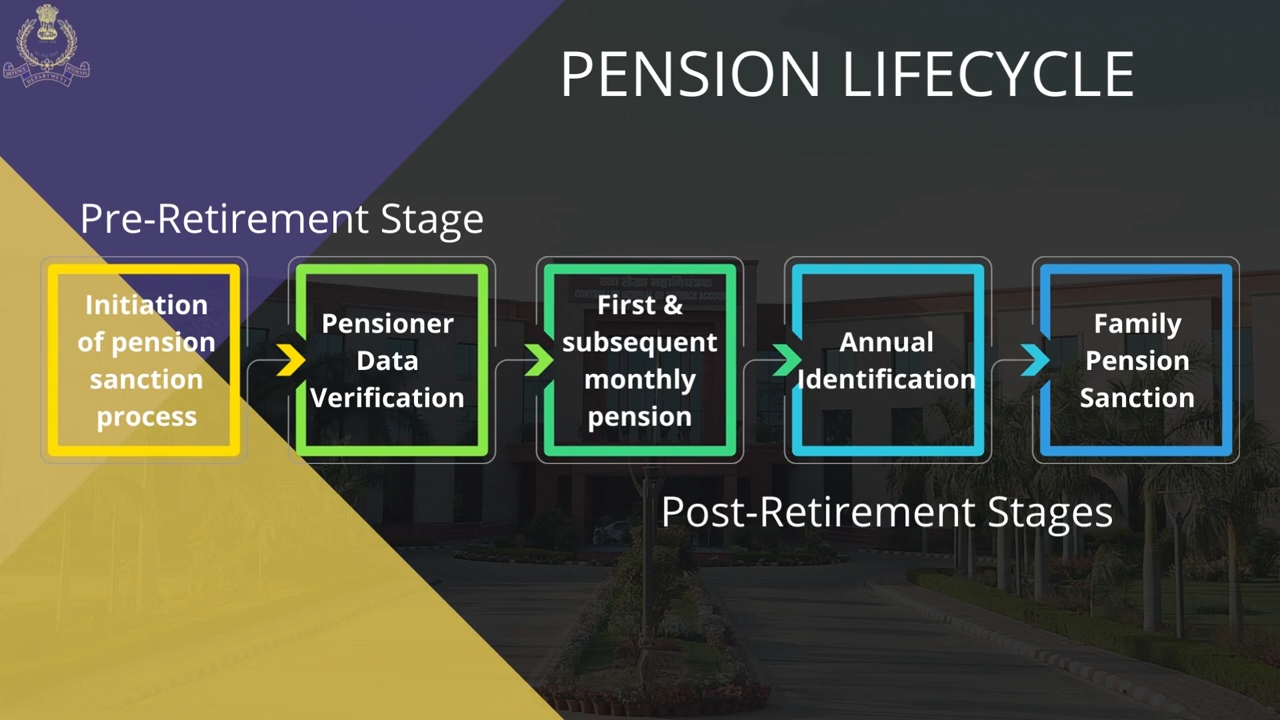 PENSION LIFECYCLE
Pre-Retirement Stage
Initiation
of pension
sanction
process
Pensioner
Data
Verification
First &
subsequent
monthly
pension
Annual
Identification
Family
Pension
Sanction
Post-Retirement Stages